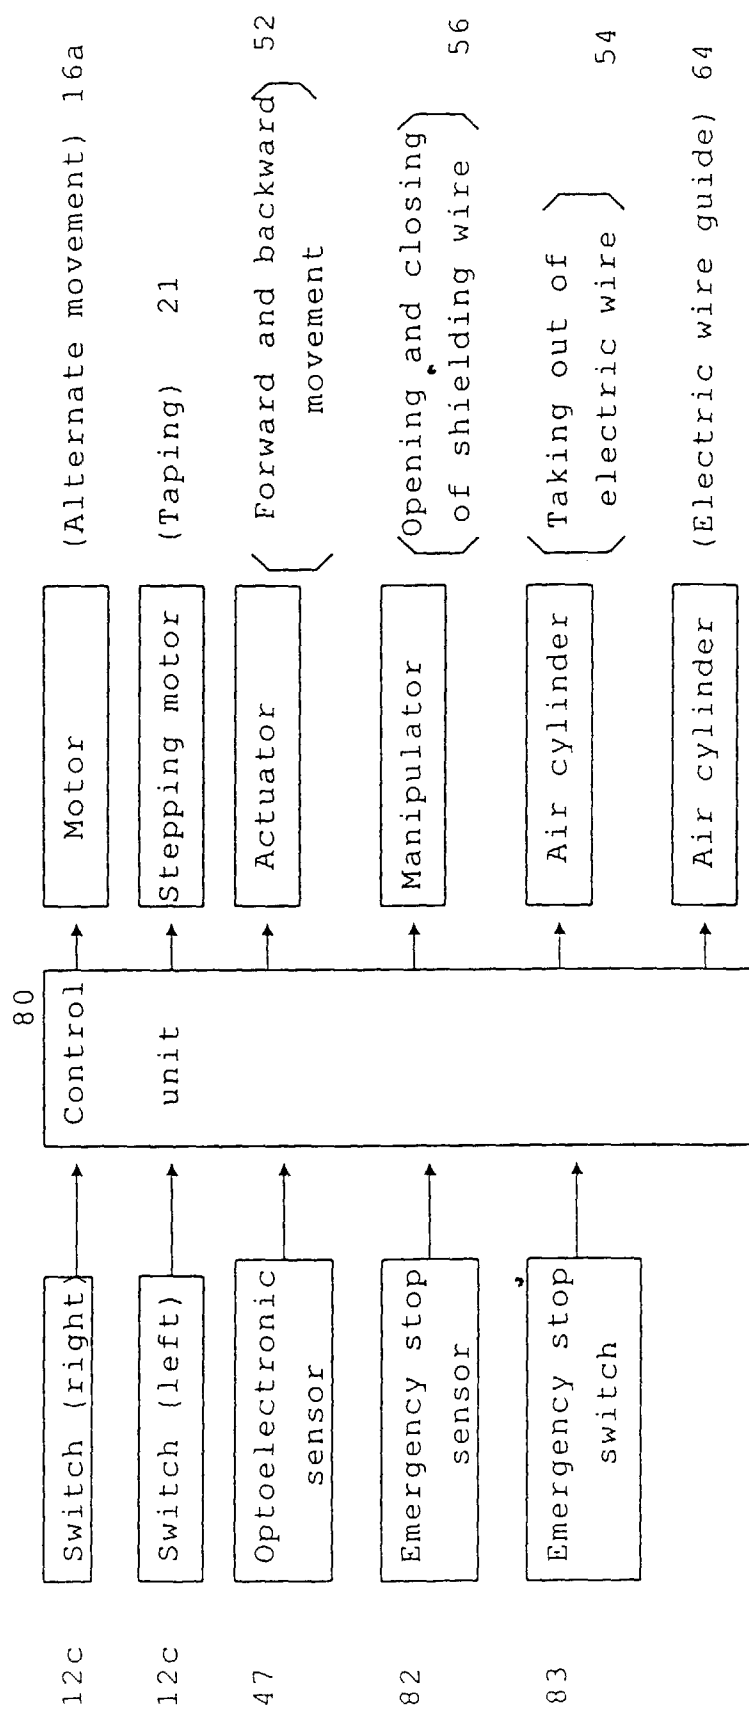 80
12c
Switch (right)
Control
unit
Motor
(Alternate movement)
16a
12c
Switch (left)
Stepping motor
(Taping)
21
47
Optoelectronic
sensor
Actuator
Forward and backward
movement
52
82
Emergency stop
sensor
Manipulator
Opening and closing
of shielding wire
56
83
Emergency stop
switch
Air cylinder
Taking out of
electric wire
54
Air cylinder
(Electric wire guide)
64